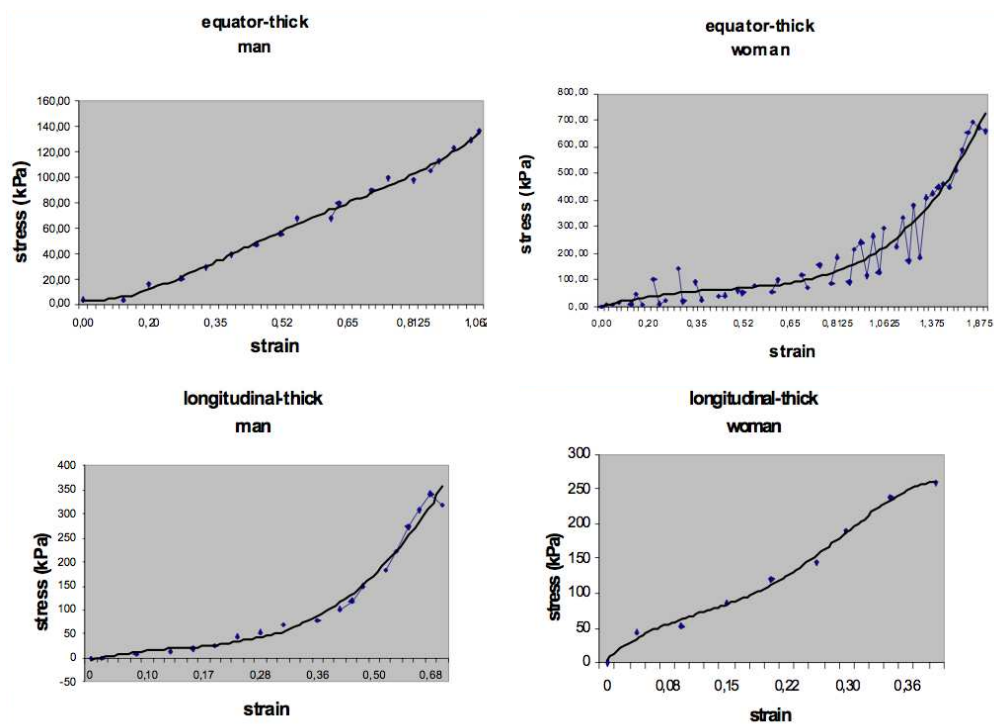 equator-thick
man
stress (kPa)
160,00
140,00
120,00
100,00
80,00
60,00
40,00
20,00
0,00
0,00 0,20 0,35 0,52 0,65 0,8125 1,062
strain
equator-thick
woman
stress (kPa)
800,00
700,00
600,00
500,00
400,00
300,00
200,00
100,00
0,00
0,00 0,20 0,35 0,52 0,65 0,8125 1,0625 1,375 1,875
strain
longitudinal-thick
man
stress (kPa)
400
350
300
250
200
150
100
50
0
-50
0 0,10 0,17 0,28 0,36 0,50 0,68
strain
longitudinal-thick
woman
stress (kPa)
300
250
200
150
100
50
0
0 0,08 0,15 0,22 0,30 0,36
strain